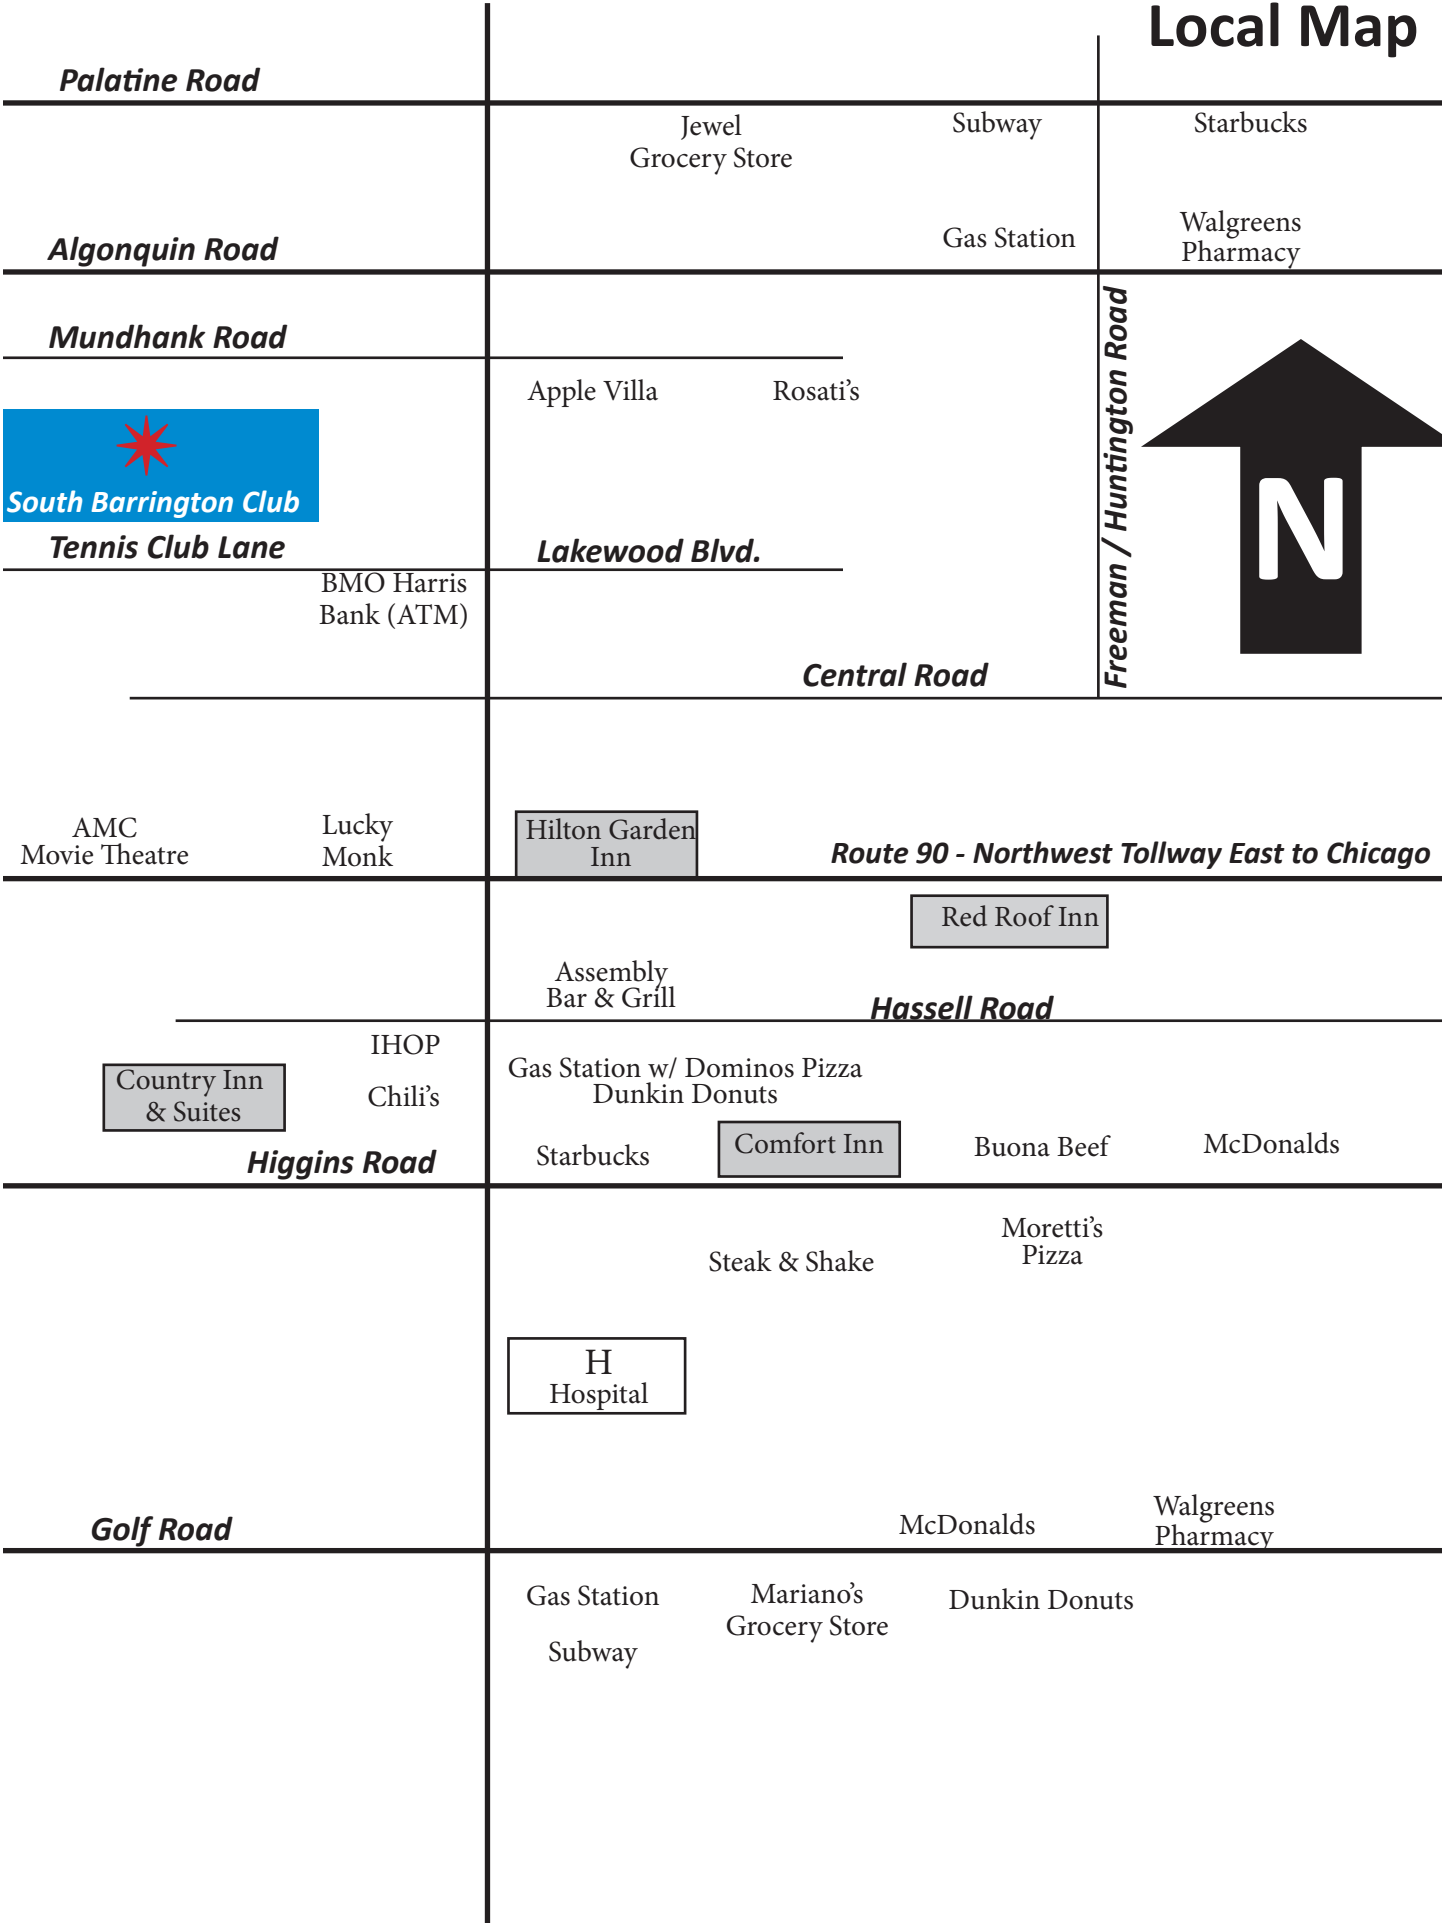 Local Map
Palatine Road
Jewel
Grocery Store
Subway
Starbucks
Algonquin Road
Gas Station
Walgreens
Pharmacy
Mundhank Road
Freeman / Huntington Road
Apple Villa
Rosati's
South Barrington Club
N
Tennis Club Lane
Lakewood Blvd.
BMO Harris
Bank (ATM)
Central Road
AMC
Movie Theatre
Lucky
Monk
Hilton Garden
Inn
Route 90 - Northwest Tollway East to Chicago
Red Roof Inn
Assembly
Bar & Grill
Hassell Road
IHOP
Country Inn
& Suites
Chili's
Gas Station w/ Dominos Pizza
Dunkin Donuts
Higgins Road
Starbucks
Comfort Inn
Buona Beef
McDonalds
Steak & Shake
Moretti's
Pizza
H
Hospital
Golf Road
McDonalds
Walgreens
Pharmacy
Gas Station
Subway
Mariano's
Grocery Store
Dunkin Donuts